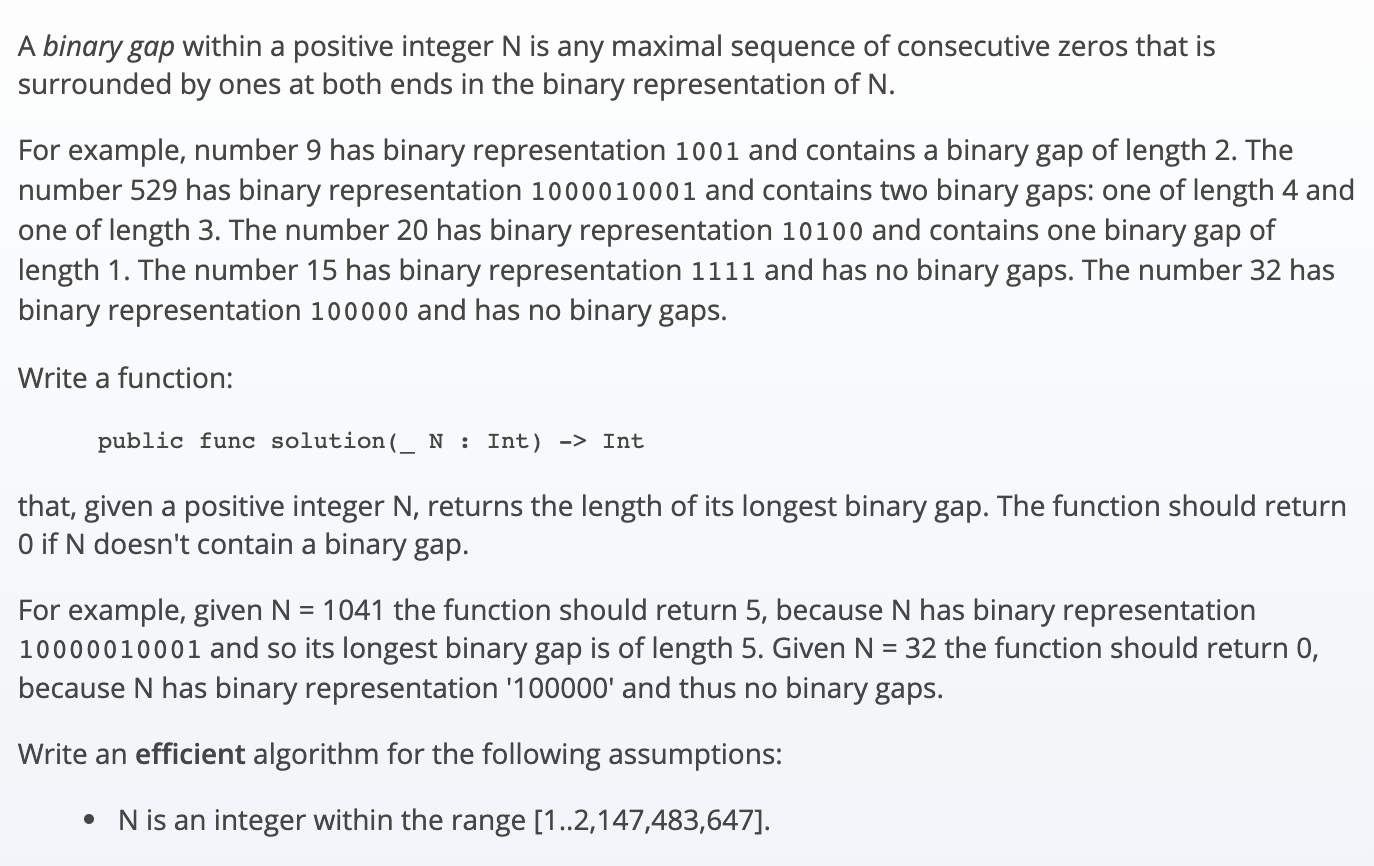 A binary gap within a positive integer N is any maximal sequence of consecutive zeros that is
surrounded by ones at both ends in the binary representation of N.
For example, number 9 has binary representation 1001 and contains a binary gap of length 2. The
number 529 has binary representation 1000010001 and contains two binary gaps: one of length 4 and
one of length 3. The number 20 has binary representation 10100 and contains one binary gap of
length 1. The number 15 has binary representation 1111 and has no binary gaps. The number 32 has
binary representation 100000 and has no binary gaps.
Write a function:
public func solution(_ N : Int) -> Int
that, given a positive integer N, returns the length of its longest binary gap. The function should return
0 if N doesn't contain a binary gap.
For example, given N = 1041 the function should return 5, because N has binary representation
10000010001 and so its longest binary gap is of length 5. Given N = 32 the function should return 0,
because N has binary representation '100000' and thus no binary gaps.
Write an efficient algorithm for the following assumptions:
• N is an integer within the range [1..2,147,483,647].